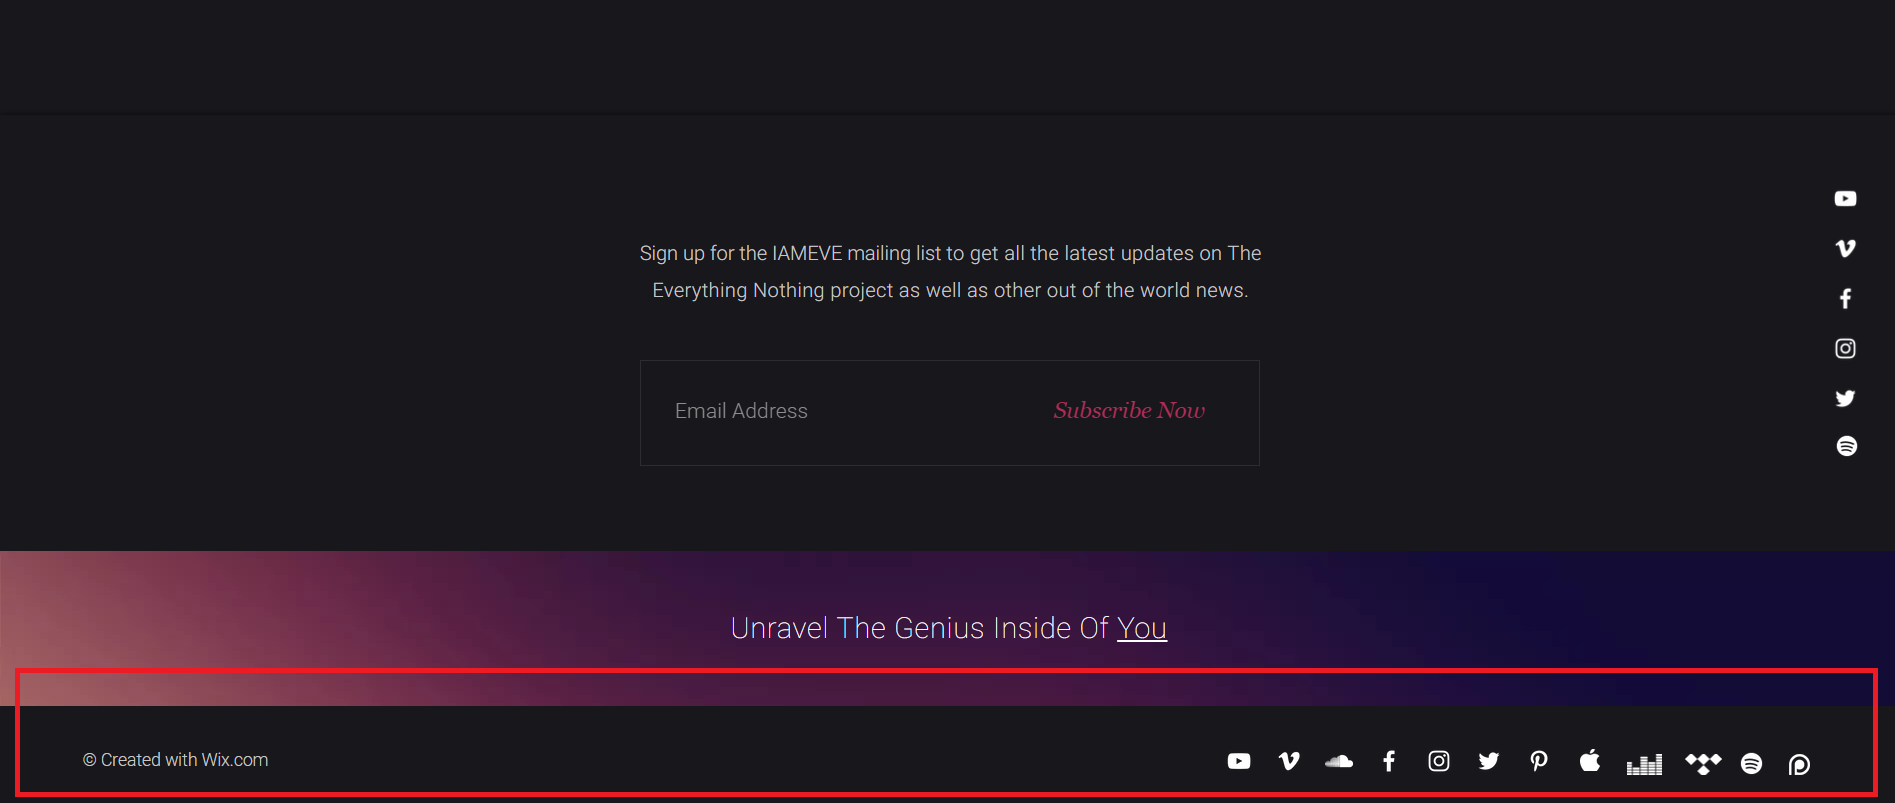 Sign up for the IAMEVE mailing list to get all the latest updates on The
Everything Nothing project as well as other out of the world news.
Email Address
Subscribe Now
Unravel The Genius Inside Of You
© Created with Wix.com